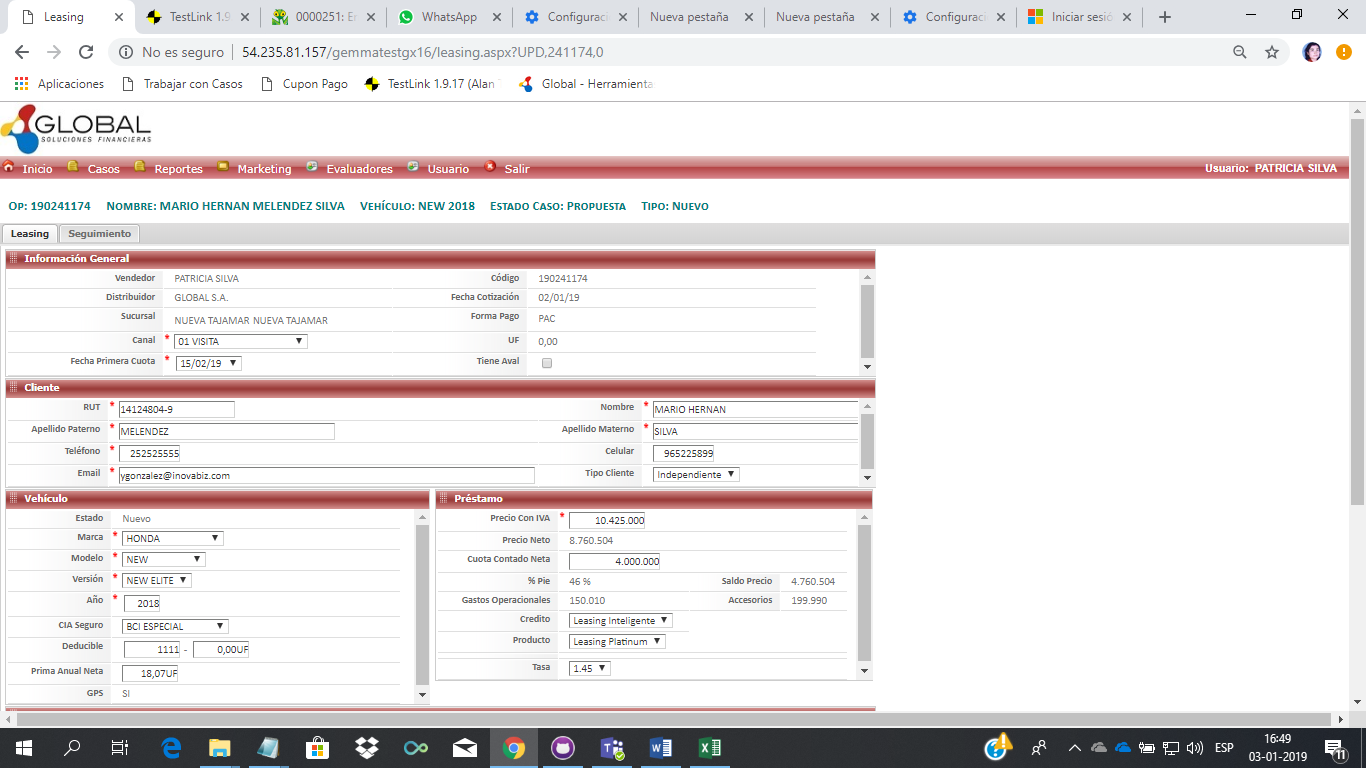 Leasing
TestLink 1.9
0000251: Er
WhatsApp
Configuraci
Nueva pestaña
Nueva pestaña
Configuraci
Iniciar sesió
No es seguro | 54.235.81.157/gemmatestgx16/leasing.aspx?UPD,241174,0
Aplicaciones
Trabajar con Casos
Cupon Pago
TestLink 1.9.17 (Alan
Global - Herramienta
GLOBAL
SOLUCIONES FINANCIERAS
Inicio Casos Reportes Marketing Evaluadores Usuario Salir Usuario: PATRICIA SILVA
Op: 190241174 Nombre: MARIO HERNAN MELENDEZ SILVA Vehículo: NEW 2018 Estado Caso: Propuesta Tipo: Nuevo
Leasing Seguimiento
Información General
Vendedor PATRICIA SILVA Código 190241174
Distribuidor GLOBAL S.A. Fecha Cotización 02/01/19
Sucursal NUEVA TAJAMAR NUEVA TAJAMAR Forma Pago PAC
Canal * 01 VISITA UF 0,00
Fecha Primera Cuota * 15/02/19 Tiene Aval
Cliente
RUT * 14124804-9 Nombre * MARIO HERNAN
Apellido Paterno * MELENDEZ Apellido Materno * SILVA
Teléfono * 252525555 Celular 965225899
Email * ygonzalez@inovabiz.com Tipo Cliente Independiente
Vehículo
Estado Nuevo
Marca * HONDA
Modelo * NEW
Versión * NEW ELITE
Año * 2018
CIA Seguro BCI ESPECIAL
Deducible 1111 - 0,00UF
Prima Anual Neta 18,07UF
GPS SI
Préstamo
Precio Con IVA * 10.425.000
Precio Neto 8.760.504
Cuota Contado Neta 4.000.000
% Pie 46 % Saldo Precio 4.760.504
Gastos Operacionales 150.010 Accesorios 199.990
Credito Leasing Inteligente
Producto Leasing Platinum
Tasa 1.45
ESP
16:49
03-01-2019
11